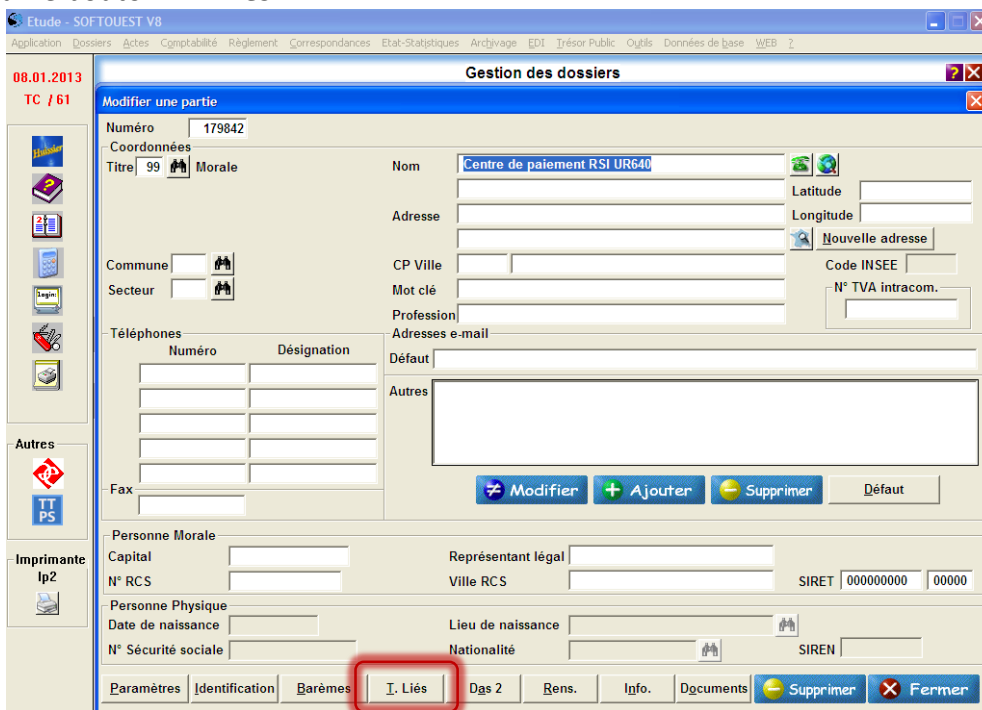 Etude - SOFTOUEST V8
Application Dossiers Actes Comptabilité Règlement Correspondances Etat-Statistiques Archivage EDI Trésor Public Outils Données de base WEB ?
08.01.2013
TC / 61
Gestion des dossiers
Modifier une partie
Numéro 179842
Coordonnées
Titre 99 Morale
Nom Centre de paiement RSI UR640
Latitude
Adresse
Longitude
Nouvelle adresse
Commune
CP Ville
Code INSEE
Secteur
Mot clé
N° TVA intracom.
Profession
Téléphones
Numéro Désignation
Adresses e-mail
Défaut
Autres
Fax
Modifier Ajouter Supprimer Défaut
Personne Morale
Capital
Représentant légal
N° RCS
Ville RCS
SIRET 000000000 00000
Personne Physique
Date de naissance
Lieu de naissance
N° Sécurité sociale
Nationalité
SIREN
Paramètres Identification Barèmes T. Liés Das 2 Rens. Info. Documents Supprimer Fermer
Huissier
Login:
Autres
TT
PS
Imprimante
lp2